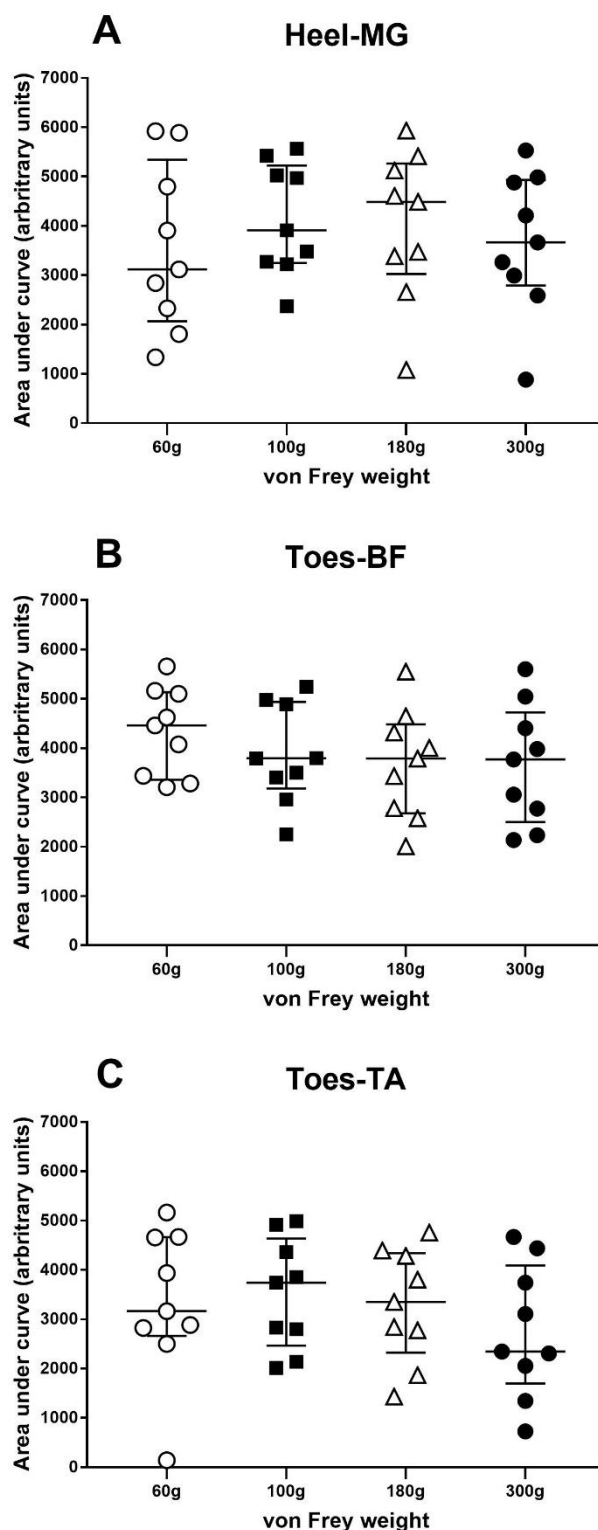 A
Heel-MG
Area under curve (arbritrary units)
7000
6000
5000
4000
3000
2000
1000
0
60g 100g 180g 300g
von Frey weight
B
Toes-BF
Area under curve (arbritrary units)
7000
6000
5000
4000
3000
2000
1000
0
60g 100g 180g 300g
von Frey weight
C
Toes-TA
Area under curve (arbritrary units)
7000
6000
5000
4000
3000
2000
1000
0
60g 100g 180g 300g
von Frey weight